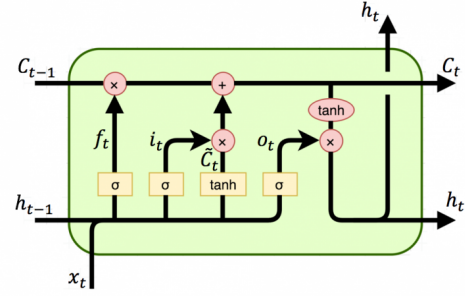 h_t
C_{t-1} × + C_t
tanh
f_t i_t × C̃_t o_t ×
σ σ tanh σ
h_{t-1} h_t
x_t